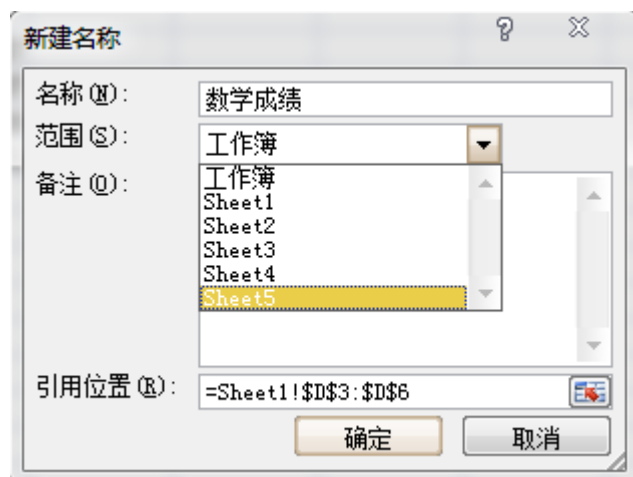 新建名称
名称(N):
数学成绩
范围(S):
工作簿
工作簿
Sheet1
Sheet2
Sheet3
Sheet4
Sheet5
备注(O):
引用位置(R):
=Sheet1!$D$3:$D$6
确定
取消